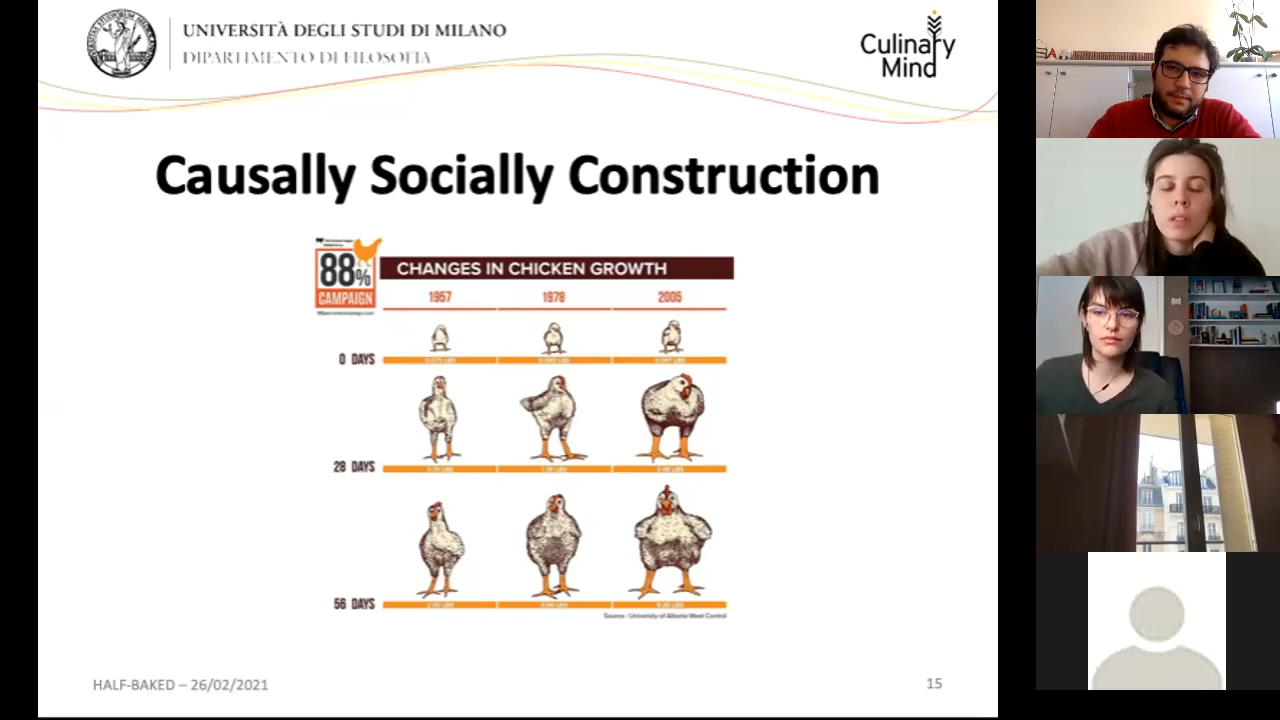 UNIVERSITÀ DEGLI STUDI DI MILANO
DIPARTIMENTO DI FILOSOFIA
Culinary
Mind
Causally Socially Construction
88%
CAMPAIGN
CHANGES IN CHICKEN GROWTH
1957 1978 2005
0 DAYS
28 DAYS
56 DAYS
Source : University of Alberta Meat Control
HALF-BAKED – 26/02/2021
15